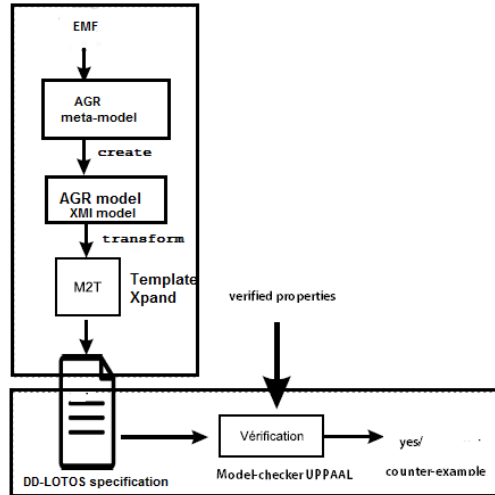 EMF
AGR
meta-model
create
AGR model
XMI model
transform
M2T
Template
Xpand
verified properties
Vérification
yes/
Model-checker UPPAAL
counter-example
DD-LOTOS specification